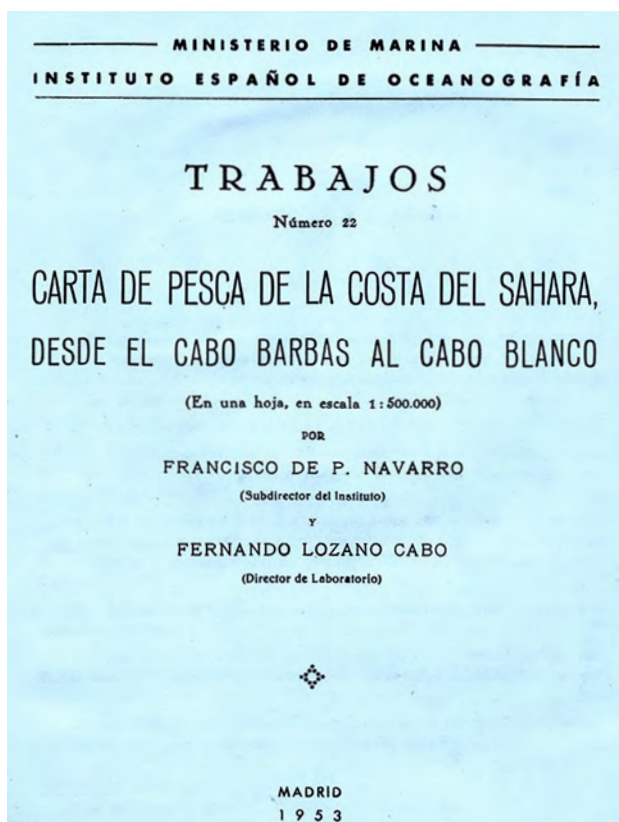 MINISTERIO DE MARINA
INSTITUTO ESPAÑOL DE OCEANOGRAFÍA
TRABAJOS
Número 22
CARTA DE PESCA DE LA COSTA DEL SAHARA,
DESDE EL CABO BARBAS AL CABO BLANCO
(En una hoja, en escala 1:500.000)
POR
FRANCISCO DE P. NAVARRO
(Subdirector del Instituto)
Y
FERNANDO LOZANO CABO
(Director de Laboratorio)
MADRID
1953